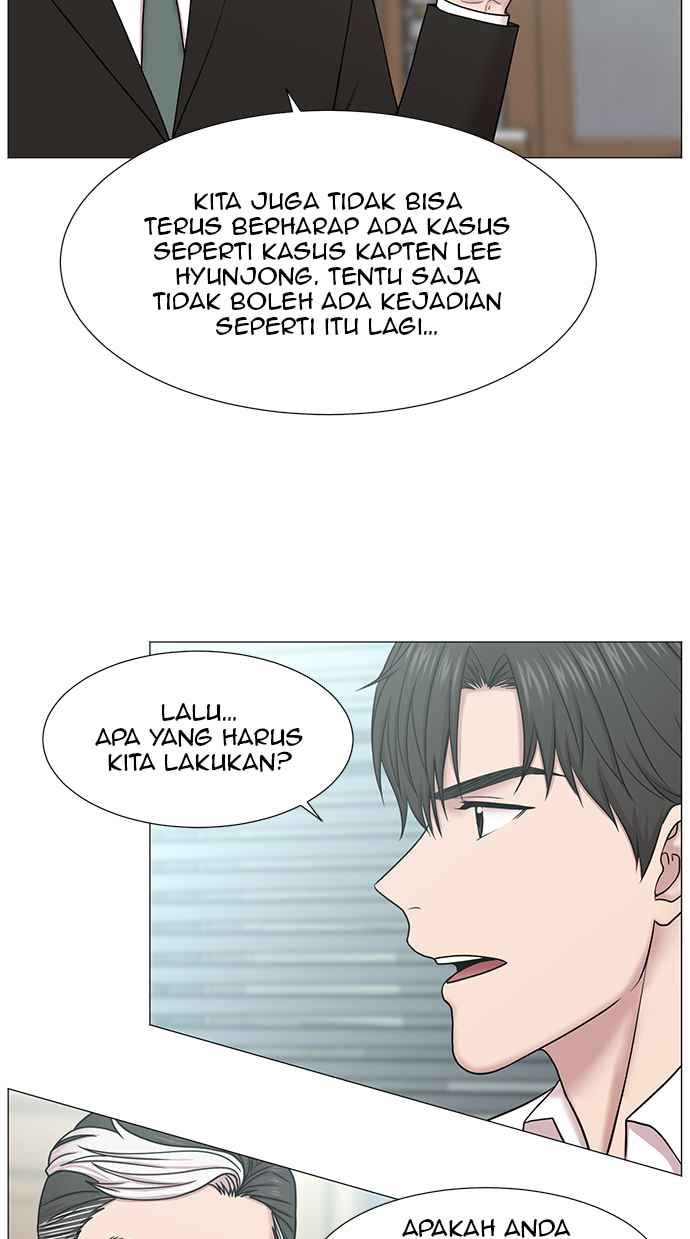 KITA JUGA TIDAK BISA
TERUS BERHARAP ADA KASUS
SEPERTI KASUS KAPTEN LEE
HYUNJONG. TENTU SAJA
TIDAK BOLEH ADA KEJADIAN
SEPERTI ITU LAGI...
LALU...
APA YANG HARUS
KITA LAKUKAN?
APAKAH ANDA